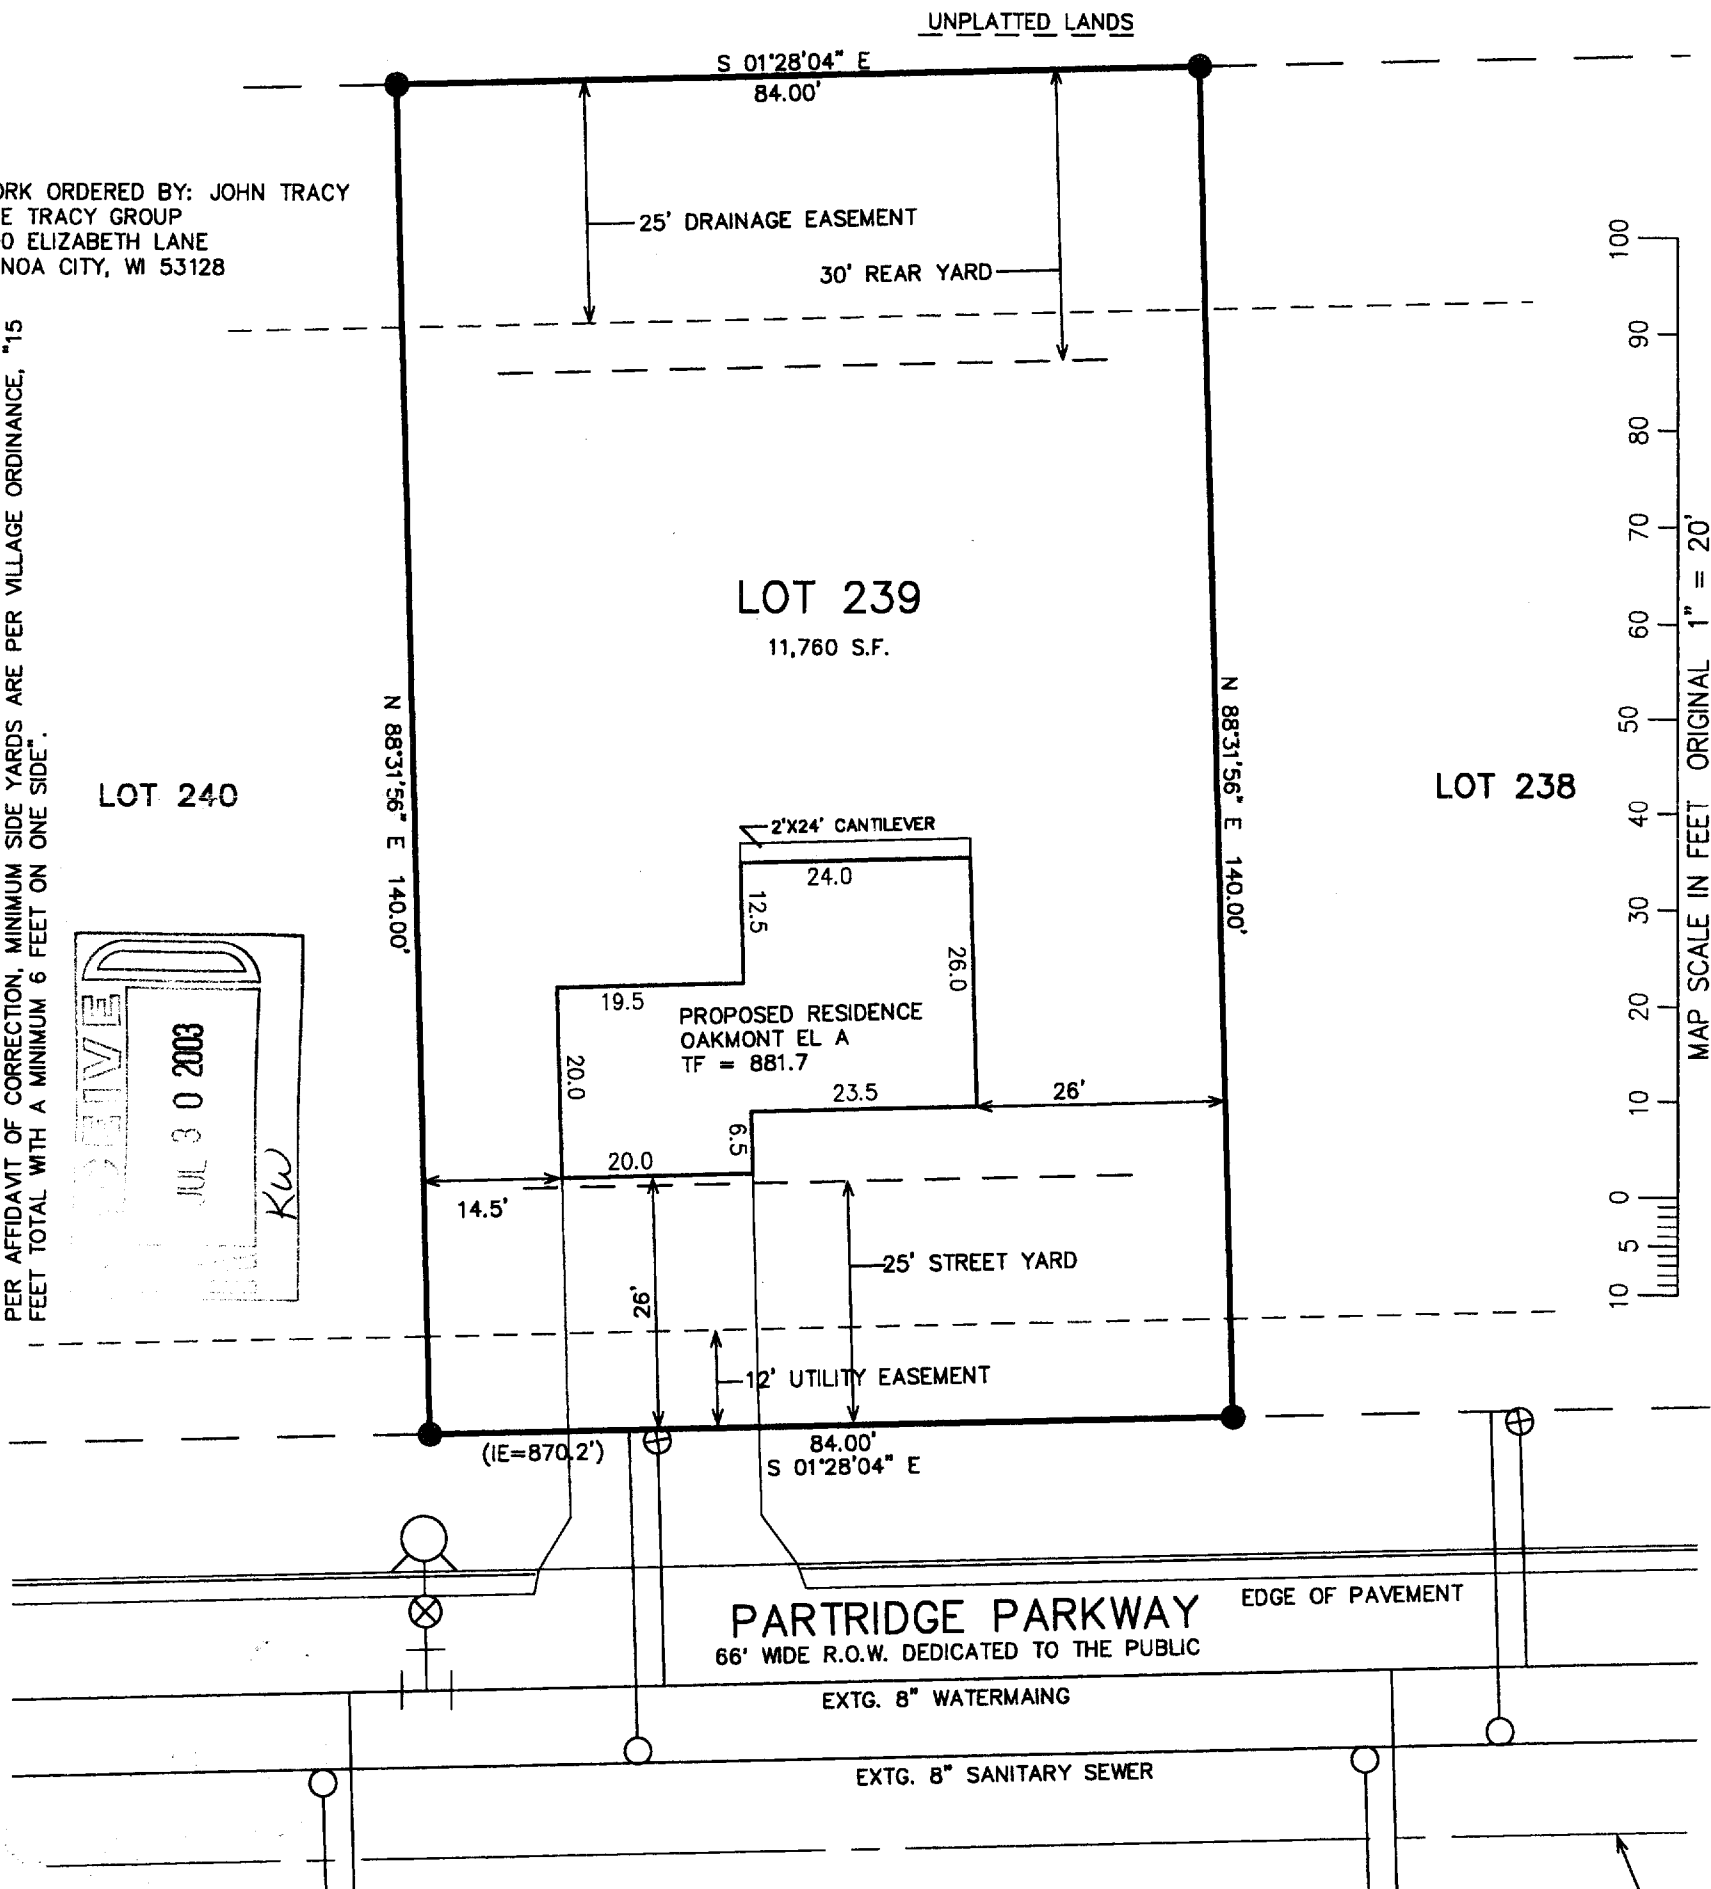 UNPLATTED LANDS
S 01°28'04" E
84.00'
ORK ORDERED BY: JOHN TRACY
E TRACY GROUP
0 ELIZABETH LANE
NOA CITY, WI 53128
25' DRAINAGE EASEMENT
30' REAR YARD
PER AFFIDAVIT OF CORRECTION, MINIMUM SIDE YARDS ARE PER VILLAGE ORDINANCE, "15
FEET TOTAL WITH A MINIMUM 6 FEET ON ONE SIDE".
LOT 239
11,760 S.F.
N 88°31'56" E 140.00'
N 88°31'56" E 140.00'
LOT 240
LOT 238
2'X24' CANTILEVER
24.0
12.5
26.0
19.5
PROPOSED RESIDENCE
OAKMONT EL A
TF = 881.7
20.0
23.5
26'
6.5
20.0
14.5'
25' STREET YARD
26'
12' UTILITY EASEMENT
(IE=870.2')
84.00'
S 01°28'04" E
EIVE
JUL 3 0 2003
KW
100
90
80
70
60
50
40
30
20
10
0
5
10
MAP SCALE IN FEET ORIGINAL 1" = 20'
EDGE OF PAVEMENT
PARTRIDGE PARKWAY
66' WIDE R.O.W. DEDICATED TO THE PUBLIC
EXTG. 8" WATERMAING
EXTG. 8" SANITARY SEWER